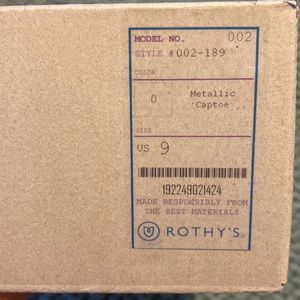 MODEL NO. 002
STYLE #002-189
COLOR
0 Metallic
Captoe
SIZE
US 9
192249021424
MADE RESPONSIBLY FROM
THE BEST MATERIALS
ROTHY'S